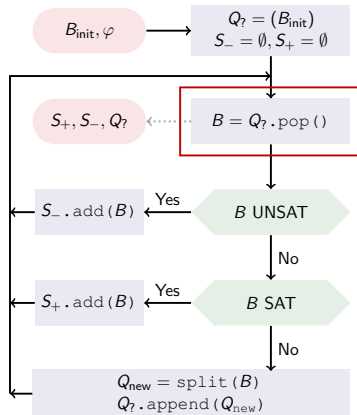 B_init, φ
Q_? = (B_init)
S_− = ∅, S_+ = ∅
S_+, S_−, Q_?
B = Q_?.pop()
S_−.add(B)
Yes
B UNSAT
No
S_+.add(B)
Yes
B SAT
No
Q_new = split(B)
Q_?.append(Q_new)